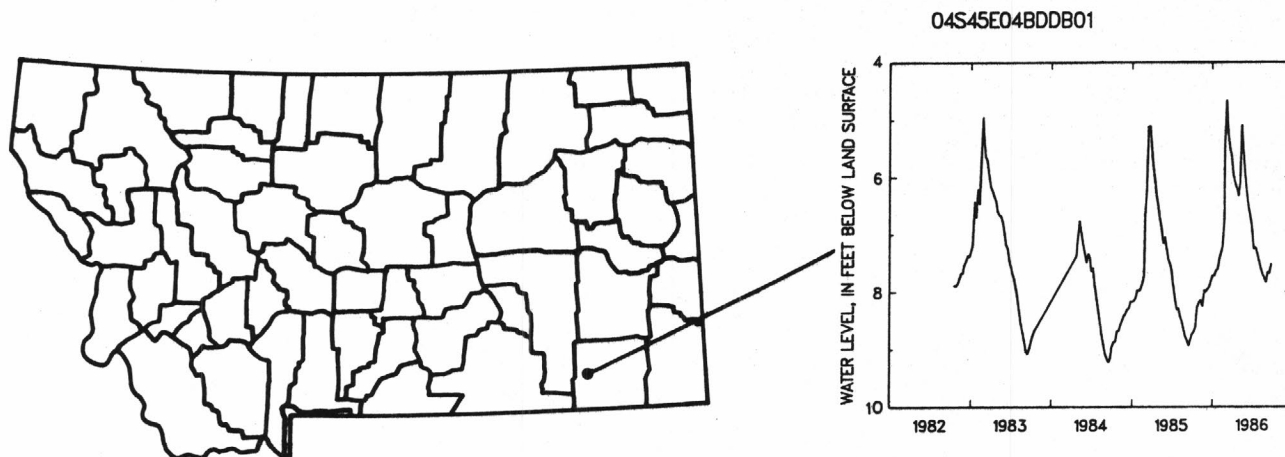 04S45E04BDDB01
WATER LEVEL, IN FEET BELOW LAND SURFACE
4
6
8
10
1982 1983 1984 1985 1986